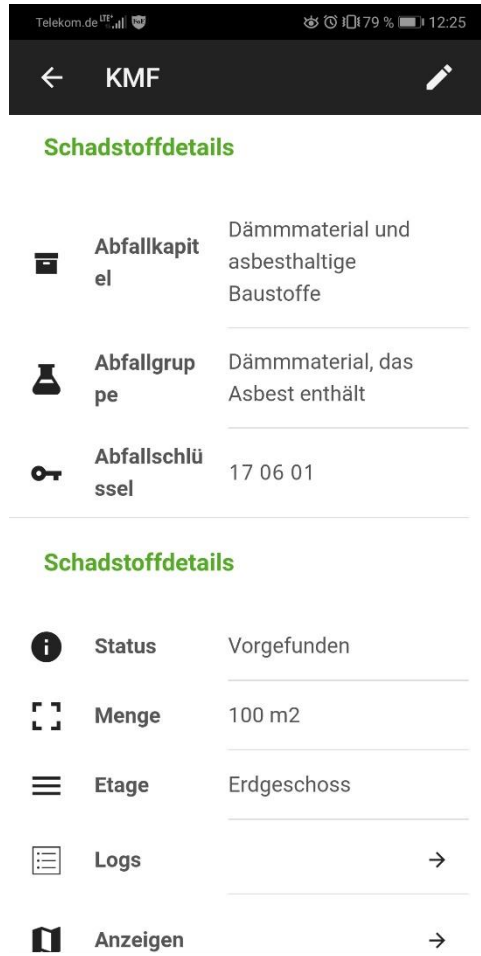 Telekom.de LTE+ 79 % 12:25
KMF
Schadstoffdetails
Abfallkapit
el
Dämmmaterial und
asbesthaltige
Baustoffe
Abfallgrup
pe
Dämmmaterial, das
Asbest enthält
Abfallschlü
ssel
17 06 01
Schadstoffdetails
Status Vorgefunden
Menge 100 m2
Etage Erdgeschoss
Logs
Anzeigen